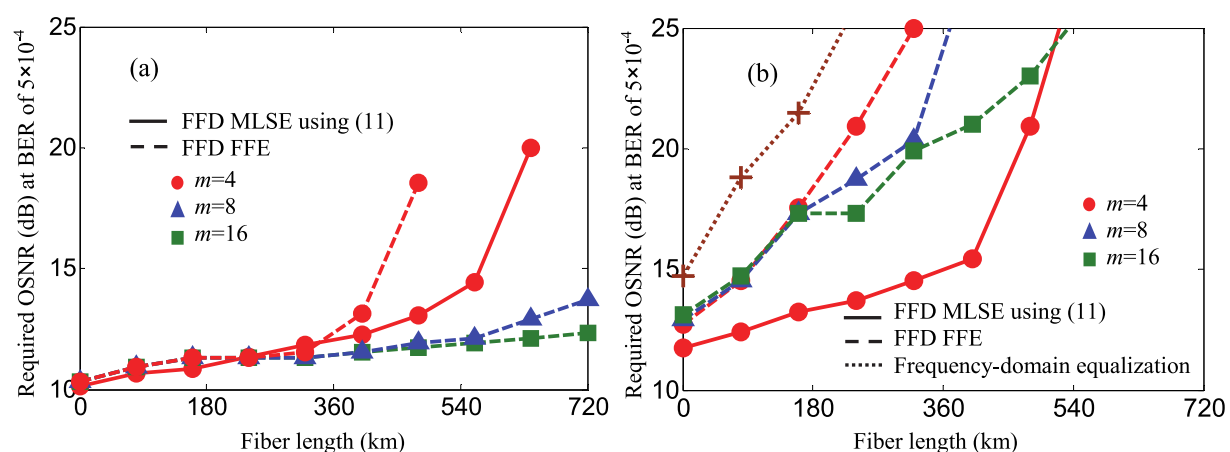 Required OSNR (dB) at BER of 5×10⁻⁴
25
20
15
10
(a)
FFD MLSE using (11)
FFD FFE
m=4
m=8
m=16
0 180 360 540 720
Fiber length (km)
Required OSNR (dB) at BER of 5×10⁻⁴
25
20
15
10
(b)
m=4
m=8
m=16
FFD MLSE using (11)
FFD FFE
Frequency-domain equalization
0 180 360 540 720
Fiber length (km)